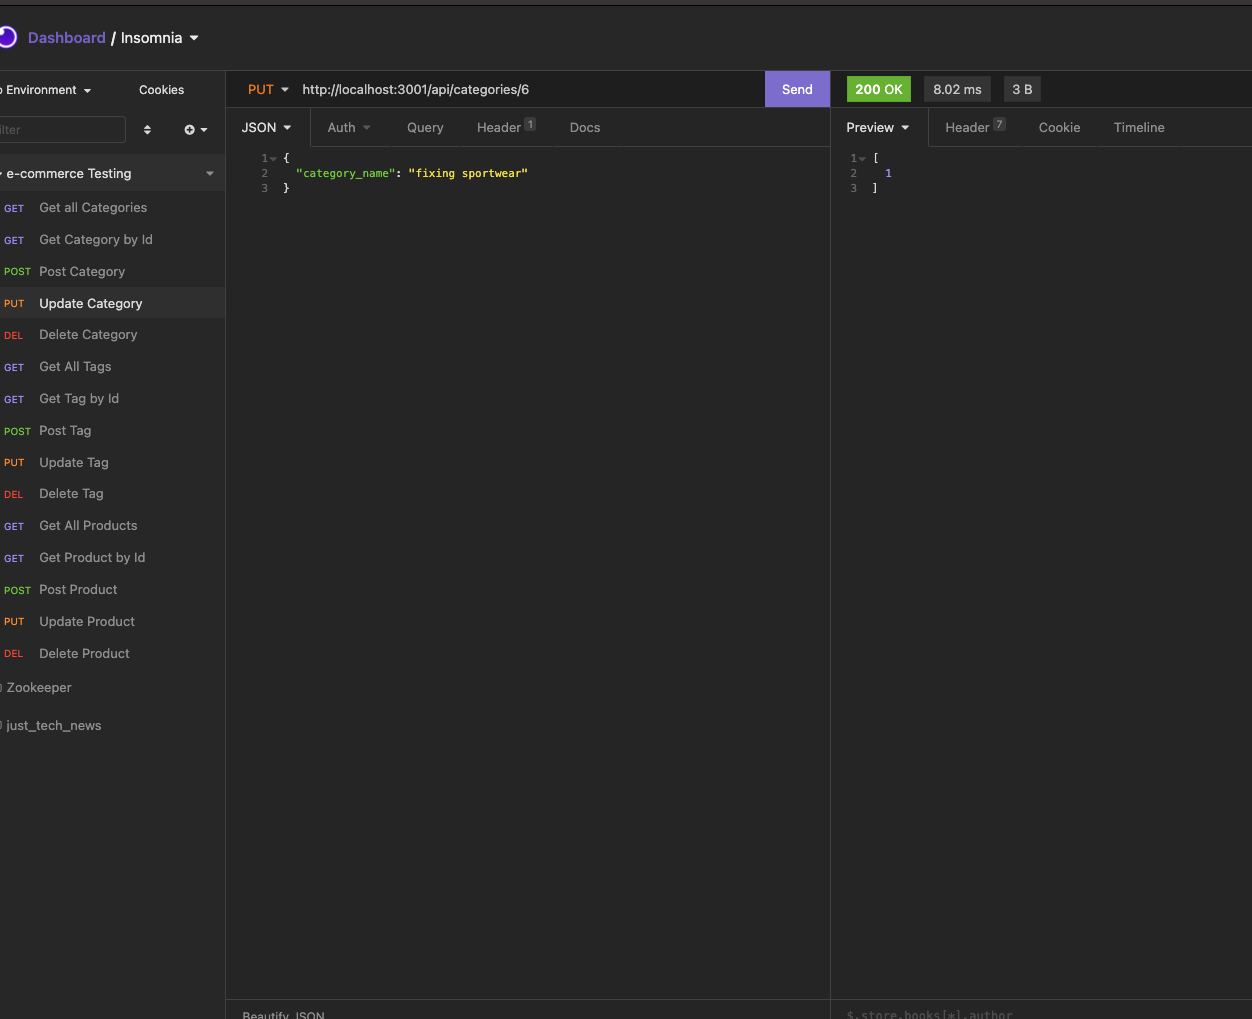 Dashboard / Insomnia
Environment
Cookies
PUT http://localhost:3001/api/categories/6
Send
200 OK 8.02 ms 3 B
JSON Auth Query Header 1 Docs
Preview Header 7 Cookie Timeline
1 {
2 "category_name": "fixing sportwear"
3 }
1 [
2 1
3 ]
e-commerce Testing
GET Get all Categories
GET Get Category by Id
POST Post Category
PUT Update Category
DEL Delete Category
GET Get All Tags
GET Get Tag by Id
POST Post Tag
PUT Update Tag
DEL Delete Tag
GET Get All Products
GET Get Product by Id
POST Post Product
PUT Update Product
DEL Delete Product
Zookeeper
just_tech_news
Beautify JSON
$.store.books[*].author